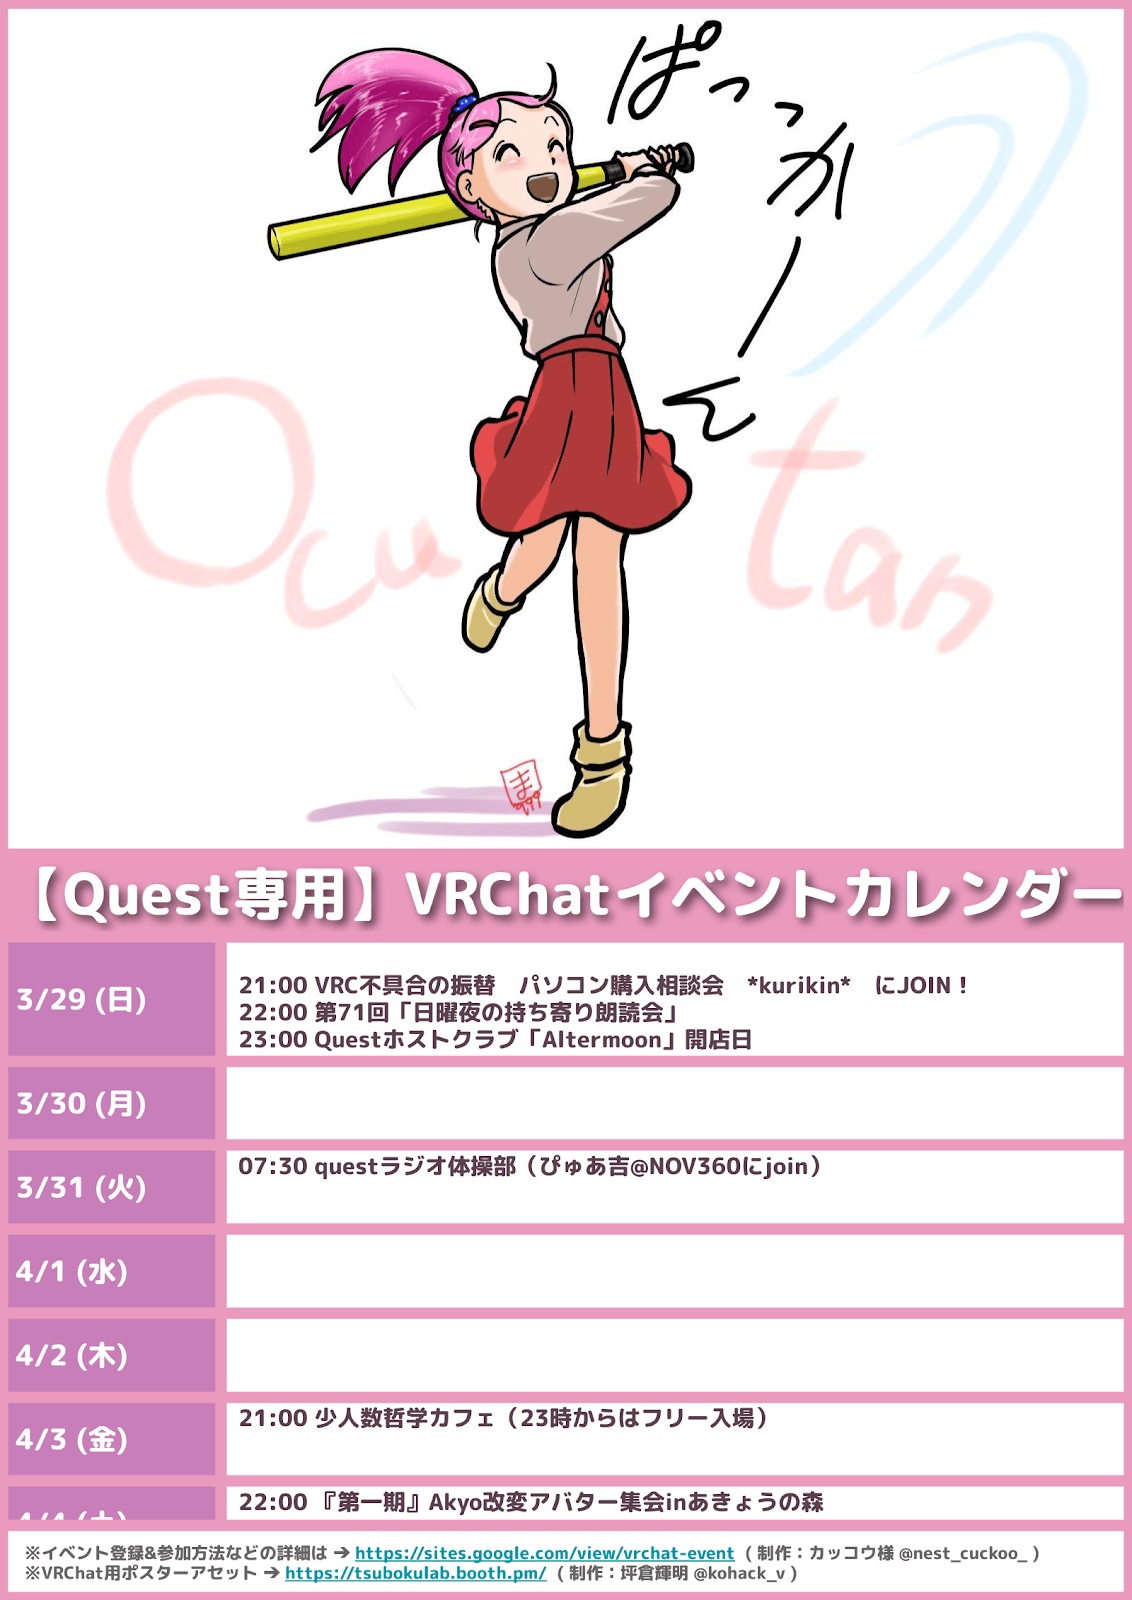 ぱっかーん
Ocutan
ま
999
【Quest専用】VRChatイベントカレンダー
3/29 (日)
21:00 VRC不具合の振替　パソコン購入相談会　*kurikin*　にJOIN！
22:00 第71回「日曜夜の持ち寄り朗読会」
23:00 Questホストクラブ「Altermoon」開店日
3/30 (月)
3/31 (火)
07:30 questラジオ体操部（ぴゅあ吉@NOV360にjoin）
4/1 (水)
4/2 (木)
4/3 (金)
21:00 少人数哲学カフェ（23時からはフリー入場）
4/4 (土)
22:00 『第一期』Akyo改変アバター集会inあきょうの森
※イベント登録&参加方法などの詳細は ➔ https://sites.google.com/view/vrchat-event （制作：カッコウ様 @nest_cuckoo_ ）
※VRChat用ポスターアセット ➔ https://tsubokulab.booth.pm/ （制作：坪倉輝明 @kohack_v ）